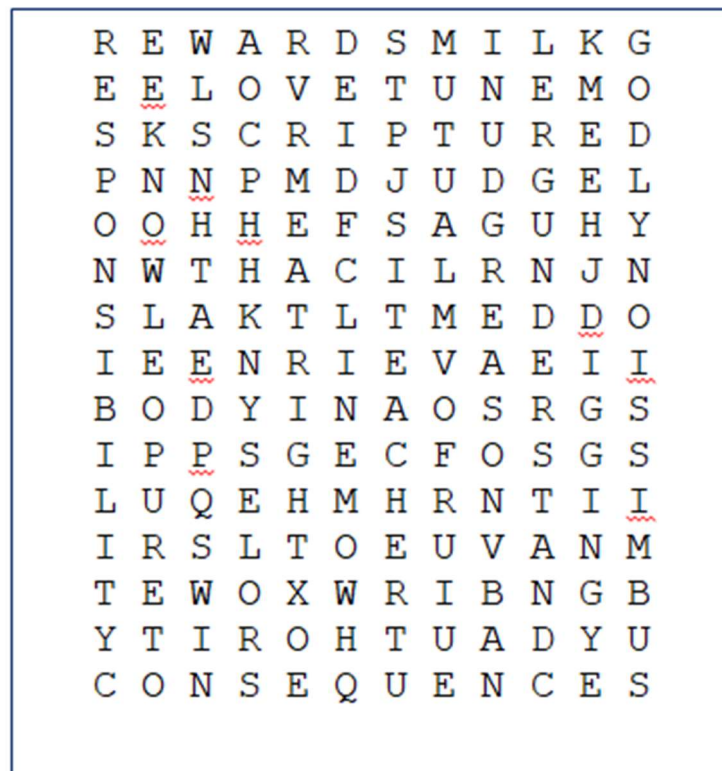 R E W A R D S M I L K G
E E L O V E T U N E M O
S K S C R I P T U R E D
P N N P M D J U D G E L
O O H H E F S A G U H Y
N W T H A C I L R N J N
S L A K T L T M E D D O
I E E N R I E V A E I I
B O D Y I N A O S R G S
I P P S G E C F O S G S
L U Q E H M H R N T I I
I R S L T O E U V A N M
T E W O X W R I B N G B
Y T I R O H T U A D Y U
C O N S E Q U E N C E S